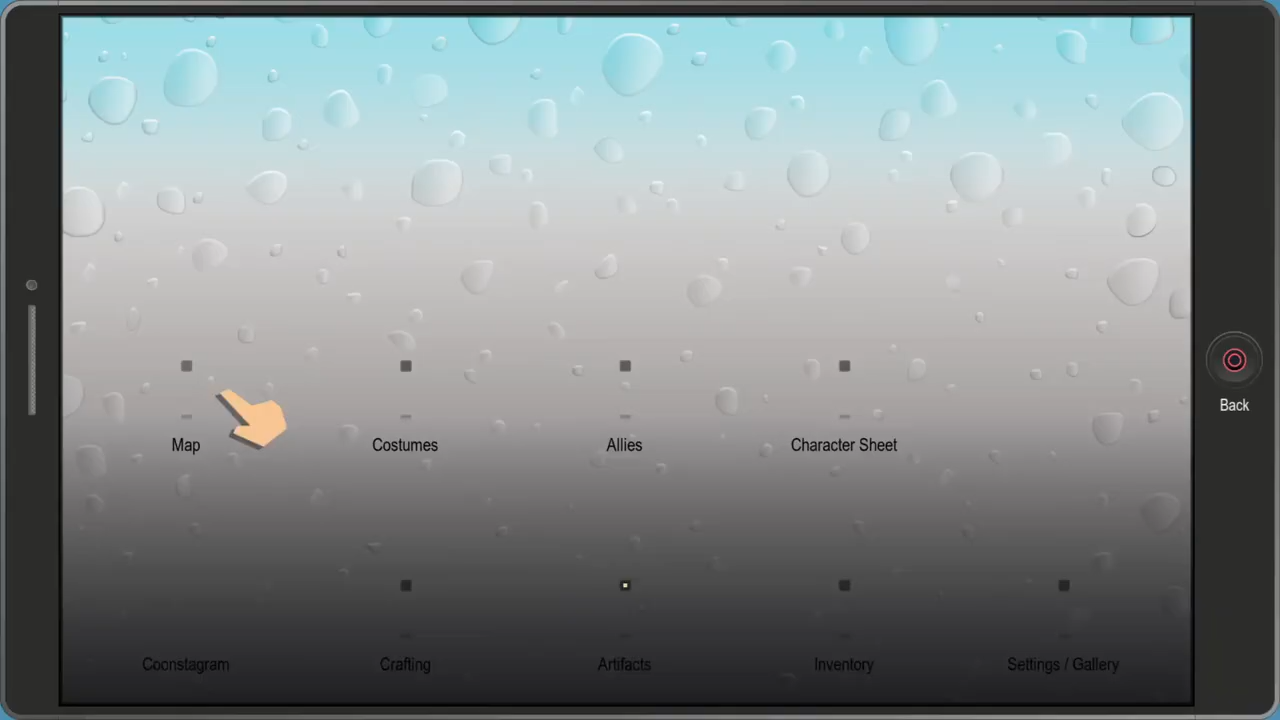 Back
Map
Costumes
Allies
Character Sheet
Coonstagram
Crafting
Artifacts
Inventory
Settings / Gallery